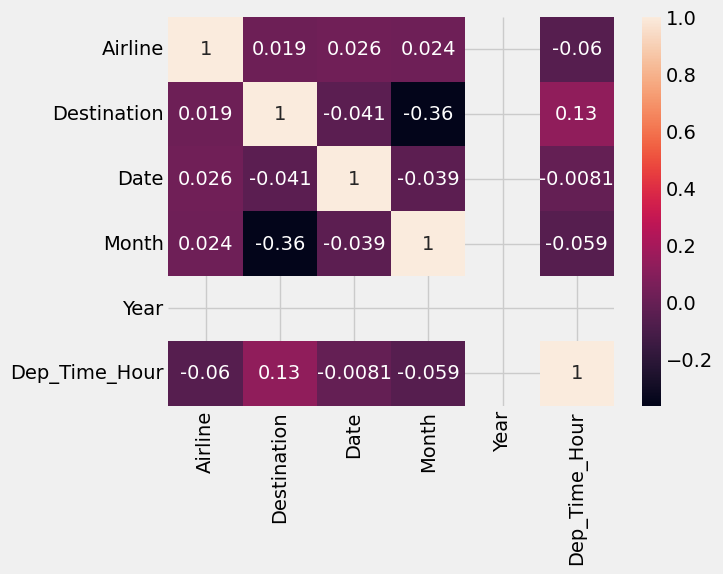 Airline 1 0.019 0.026 0.024 -0.06
Destination 0.019 1 -0.041 -0.36 0.13
Date 0.026 -0.041 1 -0.039 -0.0081
Month 0.024 -0.36 -0.039 1 -0.059
Year
Dep_Time_Hour -0.06 0.13 -0.0081 -0.059 1
Airline
Destination
Date
Month
Year
Dep_Time_Hour
1.0
0.8
0.6
0.4
0.2
0.0
−0.2